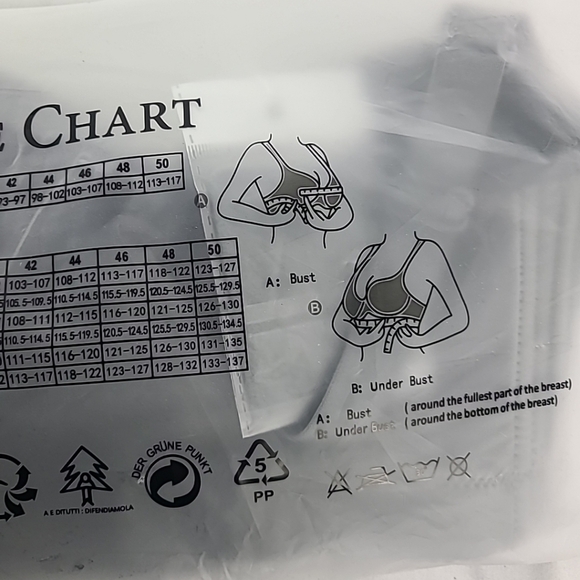 E CHART
42 44 46 48 50
93-97 98-102 103-107 108-112 113-117
A
42 44 46 48 50
103-107 108-112 113-117 118-122 123-127
105.5-109.5 110.5-114.5 115.5-119.5 120.5-124.5 125.5-129.5
108-111 112-115 116-120 121-125 126-130
110.5-114.5 115.5-119.5 120.5-124.5 125.5-129.5 130.5-134.5
111-115 116-120 121-125 126-130 131-135
113-117 118-122 123-127 128-132 133-137
A: Bust
B
B: Under Bust
A: Bust (around the fullest part of the breast)
B: Under Bust (around the bottom of the breast)
A E DITUTTI : DIFENDIAMOLA
DER GRÜNE PUNKT
5
PP